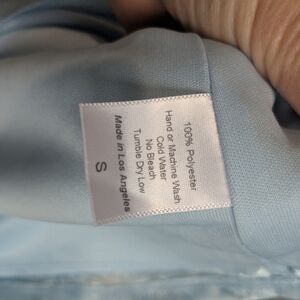 100% Polyester
Hand or Machine Wash
Cold Water
No Bleach
Tumble Dry Low
Made in Los Angeles
S